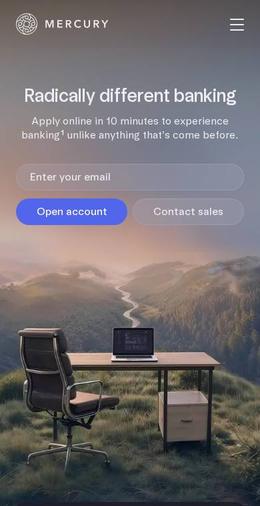 MERCURY
Radically different banking
Apply online in 10 minutes to experience
banking¹ unlike anything that's come before.
Enter your email
Open account
Contact sales